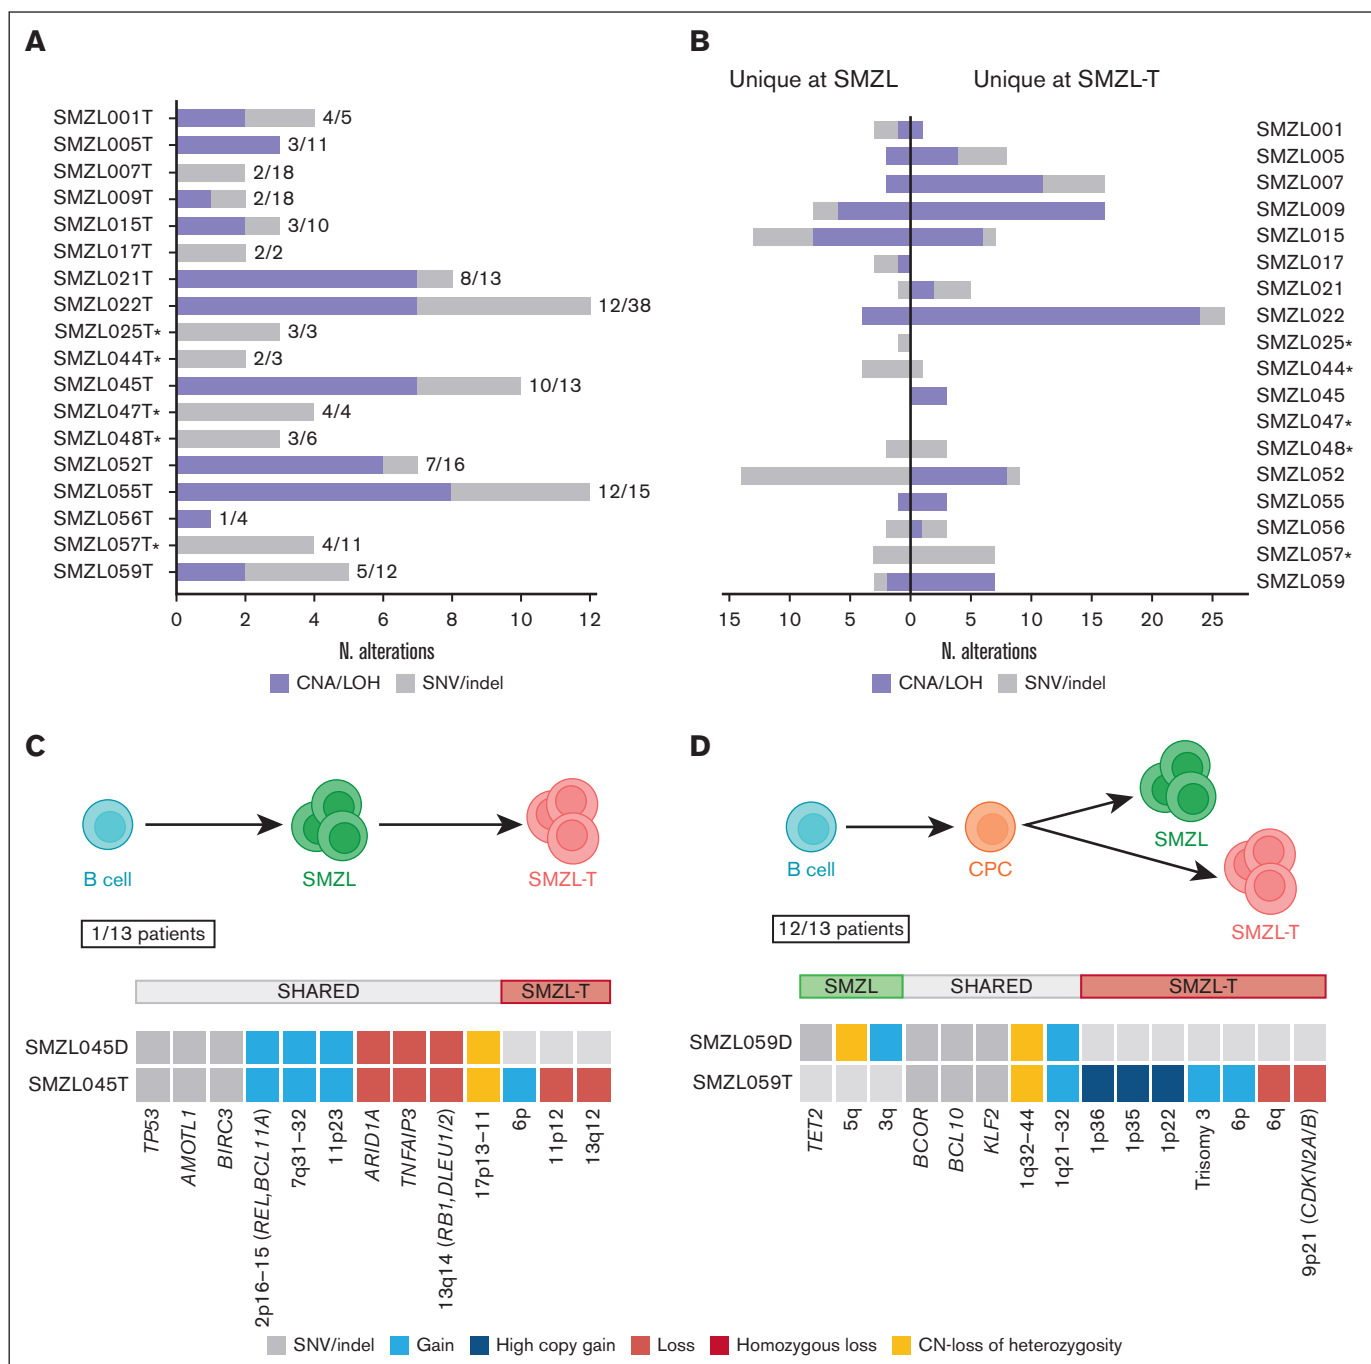 A
SMZL001T 4/5
SMZL005T 3/11
SMZL007T 2/18
SMZL009T 2/18
SMZL015T 3/10
SMZL017T 2/2
SMZL021T 8/13
SMZL022T 12/38
SMZL025T* 3/3
SMZL044T* 2/3
SMZL045T 10/13
SMZL047T* 4/4
SMZL048T* 3/6
SMZL052T 7/16
SMZL055T 12/15
SMZL056T 1/4
SMZL057T* 4/11
SMZL059T 5/12
0 2 4 6 8 10 12
N. alterations
CNA/LOH SNV/indel
B
Unique at SMZL Unique at SMZL-T
SMZL001
SMZL005
SMZL007
SMZL009
SMZL015
SMZL017
SMZL021
SMZL022
SMZL025*
SMZL044*
SMZL045
SMZL047*
SMZL048*
SMZL052
SMZL055
SMZL056
SMZL057*
SMZL059
15 10 5 0 5 10 15 20 25
N. alterations
CNA/LOH SNV/indel
C
B cell SMZL SMZL-T
1/13 patients
SHARED SMZL-T
SMZL045D
SMZL045T
TP53
AMOTL1
BIRC3
2p16–15 (REL,BCL11A)
7q31–32
11p23
ARID1A
TNFAIP3
13q14 (RB1,DLEU1/2)
17p13–11
6p
11p12
13q12
D
B cell CPC SMZL
SMZL-T
12/13 patients
SMZL SHARED SMZL-T
SMZL059D
SMZL059T
TET2
5q
3q
BCOR
BCL10
KLF2
1q32–44
1q21–32
1p36
1p35
1p22
Trisomy 3
6p
6q
9p21 (CDKN2A/B)
SNV/indel Gain High copy gain Loss Homozygous loss CN-loss of heterozygosity